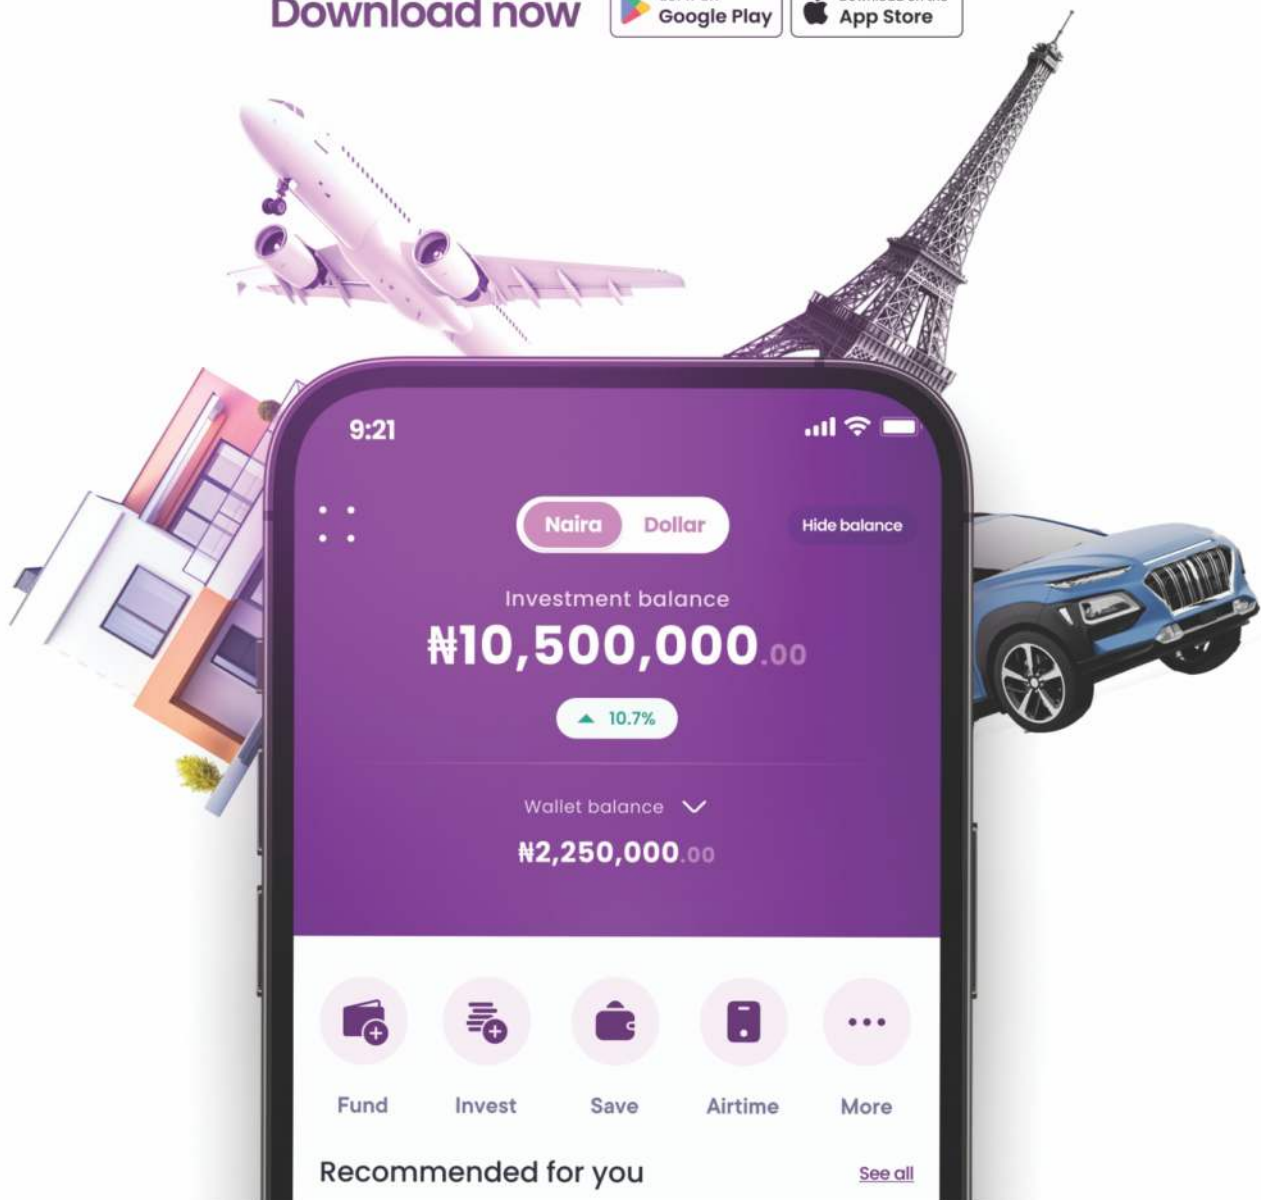 Download now
Google Play
App Store
9:21
Naira Dollar
Hide balance
Investment balance
₦10,500,000.00
10.7%
Wallet balance
₦2,250,000.00
Fund Invest Save Airtime More
Recommended for you
See all